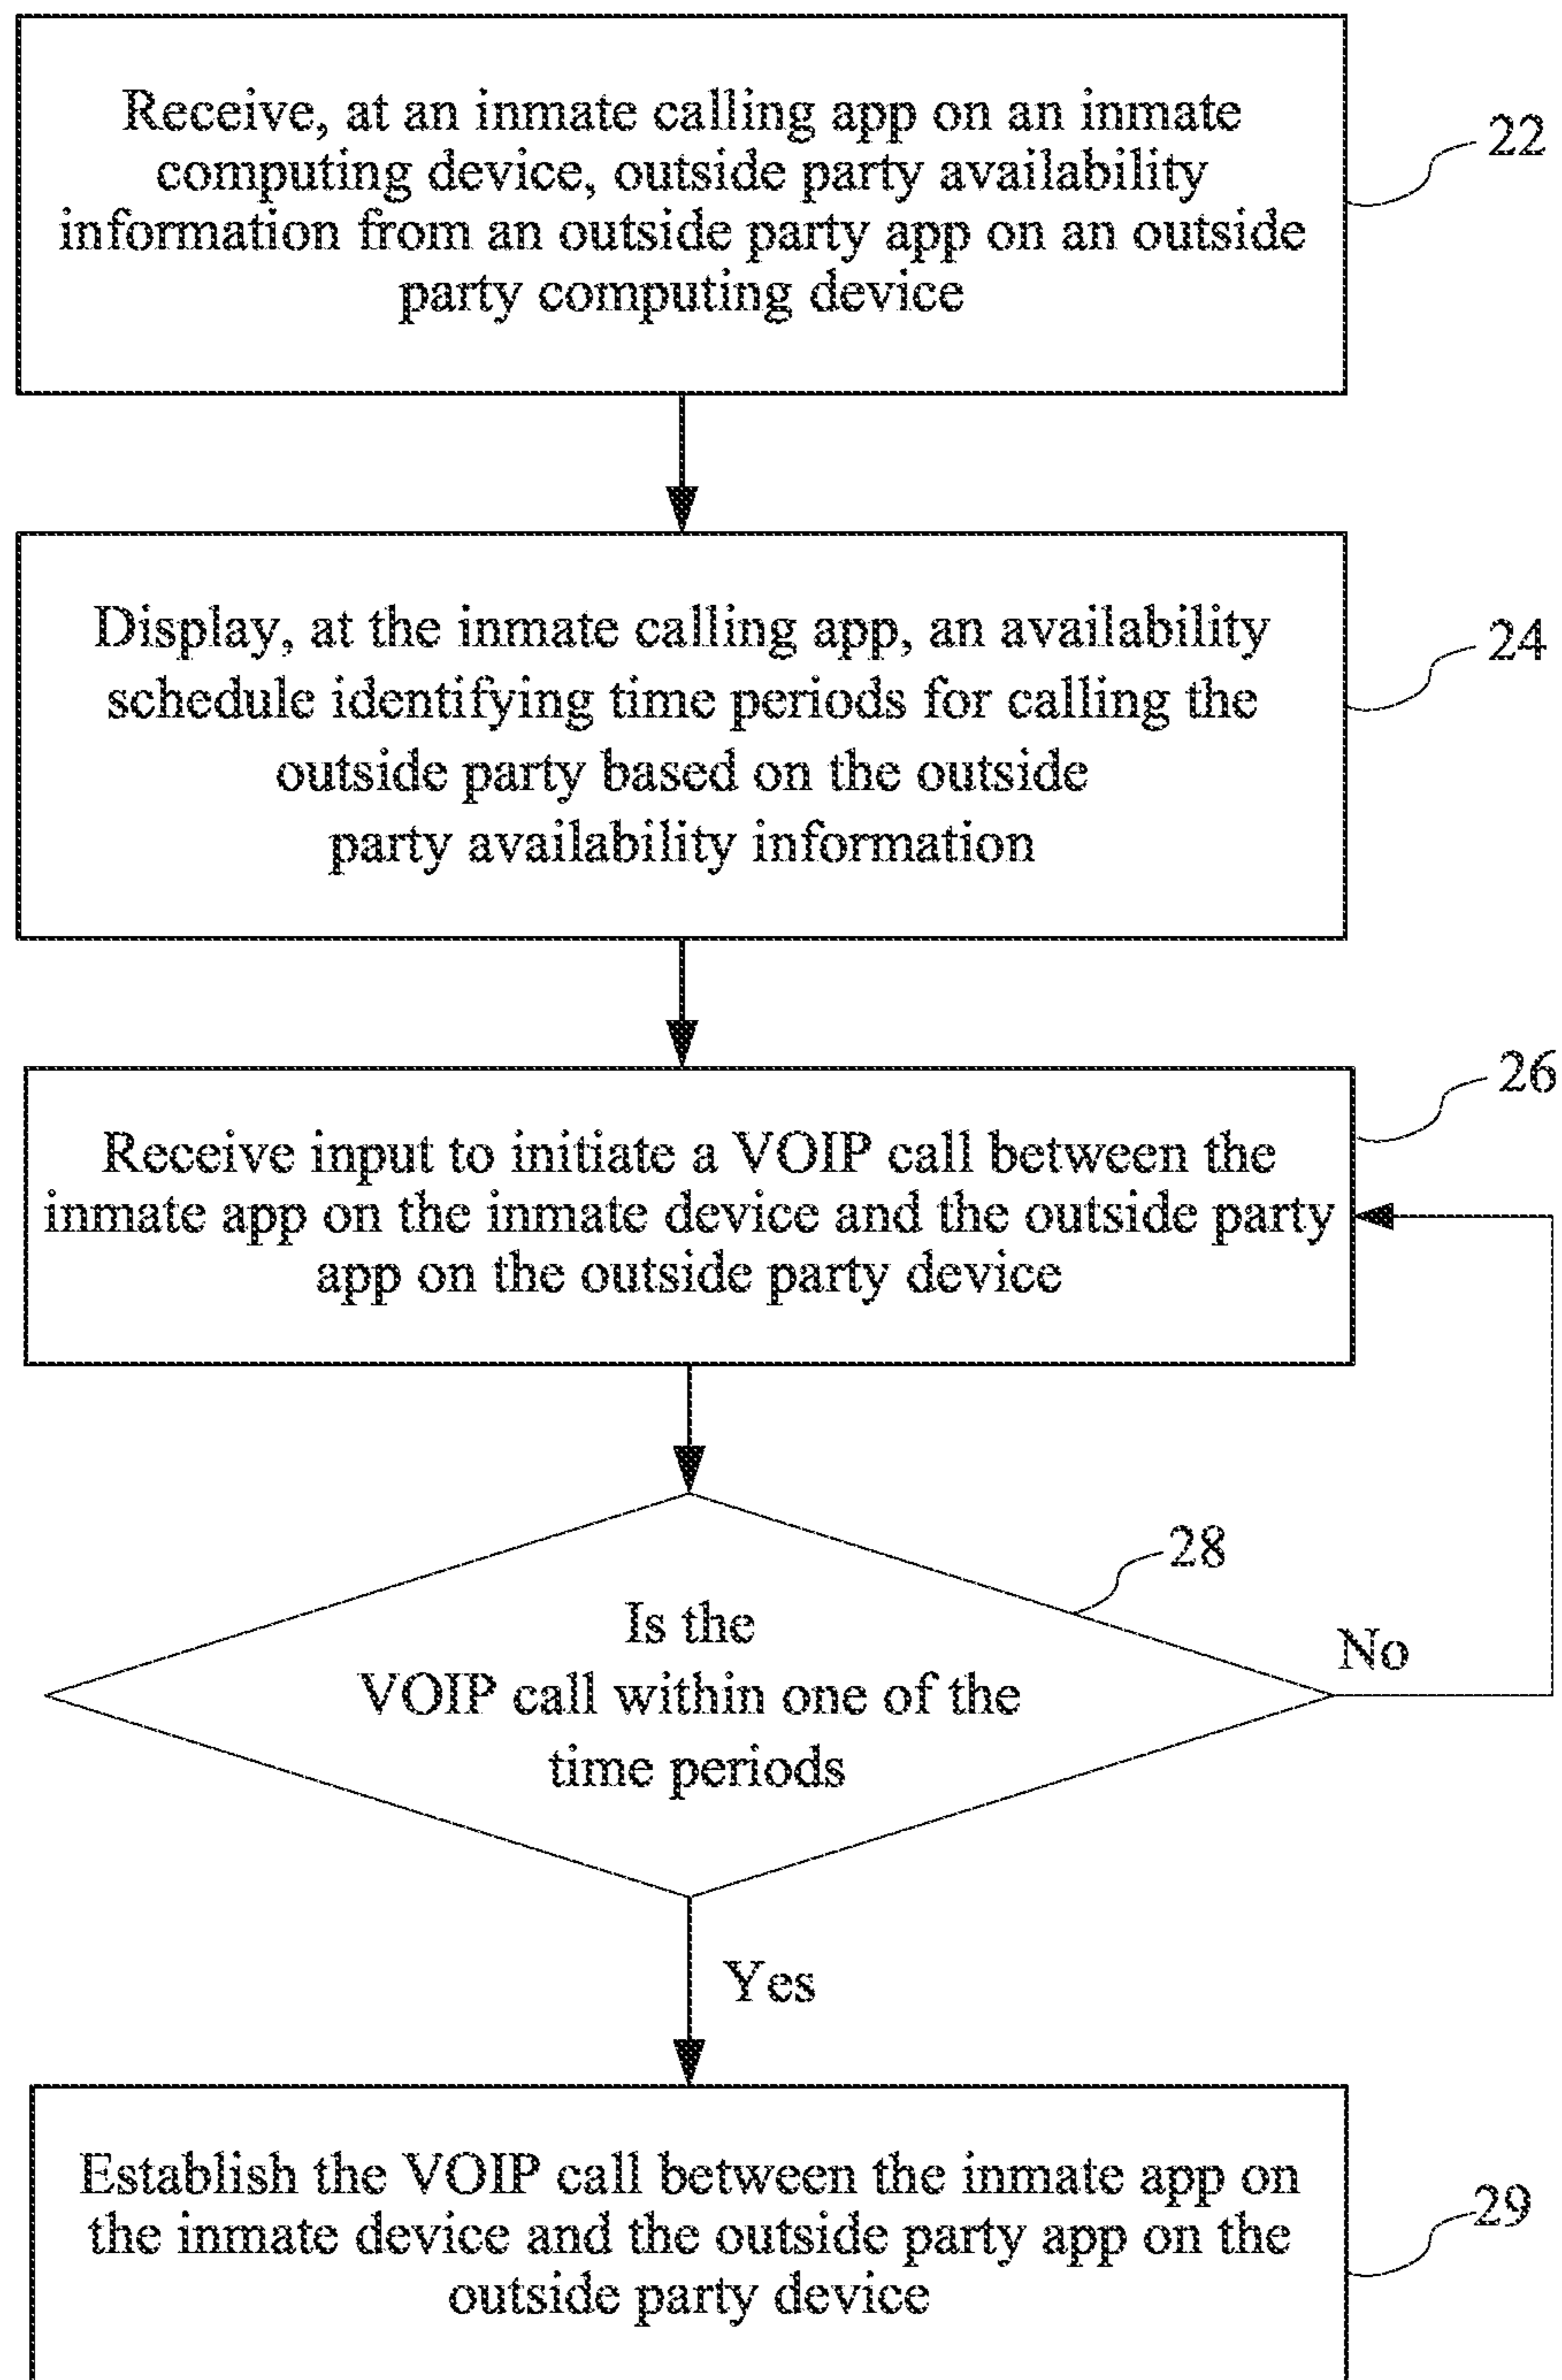 Receive, at an inmate calling app on an inmate
computing device, outside party availability
information from an outside party app on an outside
party computing device
22
Display, at the inmate calling app, an availability
schedule identifying time periods for calling the
outside party based on the outside
party availability information
24
Receive input to initiate a VOIP call between the
inmate app on the inmate device and the outside party
app on the outside party device
26
Is the
VOIP call within one of the
time periods
28
No
Yes
Establish the VOIP call between the inmate app on
the inmate device and the outside party app on the
outside party device
29